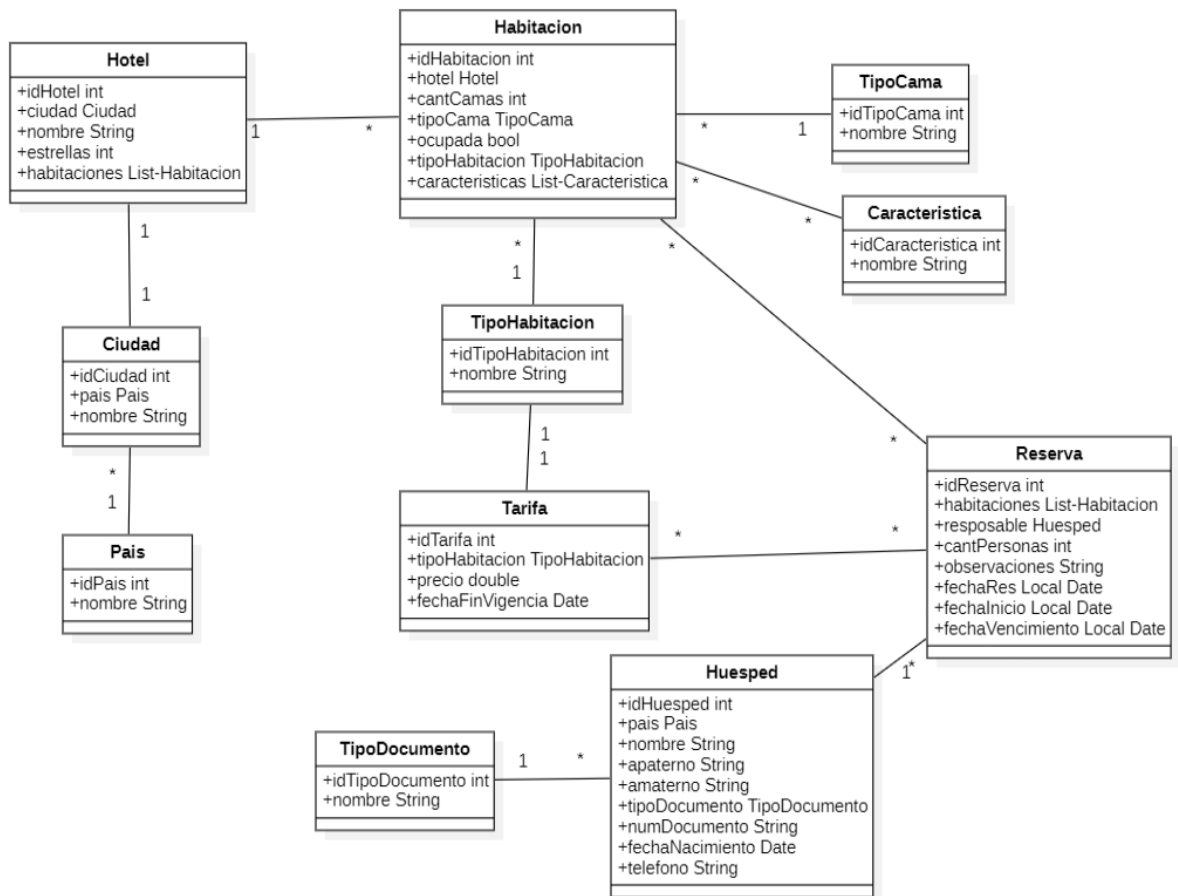 Hotel
+idHotel int
+ciudad Ciudad
+nombre String
+estrellas int
+habitaciones List-Habitacion
1
*
Habitacion
+idHabitacion int
+hotel Hotel
+cantCamas int
+tipoCama TipoCama
+ocupada bool
+tipoHabitacion TipoHabitacion
+caracteristicas List-Caracteristica
*
1
TipoCama
+idTipoCama int
+nombre String
*
*
Caracteristica
+idCaracteristica int
+nombre String
1
1
*
1
*
*
Ciudad
+idCiudad int
+pais Pais
+nombre String
TipoHabitacion
+idTipoHabitacion int
+nombre String
*
1
1
1
Pais
+idPais int
+nombre String
Tarifa
+idTarifa int
+tipoHabitacion TipoHabitacion
+precio double
+fechaFinVigencia Date
*
*
Reserva
+idReserva int
+habitaciones List-Habitacion
+resposable Huesped
+cantPersonas int
+observaciones String
+fechaRes Local Date
+fechaInicio Local Date
+fechaVencimiento Local Date
1
*
Huesped
+idHuesped int
+pais Pais
+nombre String
+apaterno String
+amaterno String
+tipoDocumento TipoDocumento
+numDocumento String
+fechaNacimiento Date
+telefono String
1
*
TipoDocumento
+idTipoDocumento int
+nombre String